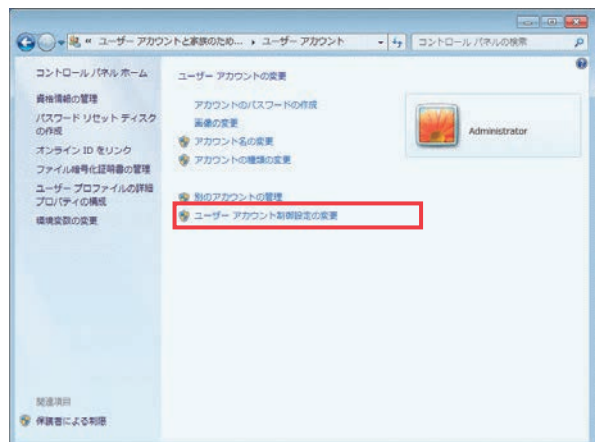 « ユーザー アカウントと家族のため... ▸ ユーザー アカウント
コントロール パネルの検索
コントロール パネル ホーム
資格情報の管理
パスワード リセット ディスク
の作成
オンライン ID をリンク
ファイル暗号化証明書の管理
ユーザー プロファイルの詳細
プロパティの構成
環境変数の変更
ユーザー アカウントの変更
アカウントのパスワードの作成
画像の変更
アカウント名の変更
アカウントの種類の変更
別のアカウントの管理
ユーザー アカウント制御設定の変更
Administrator
関連項目
保護者による制限